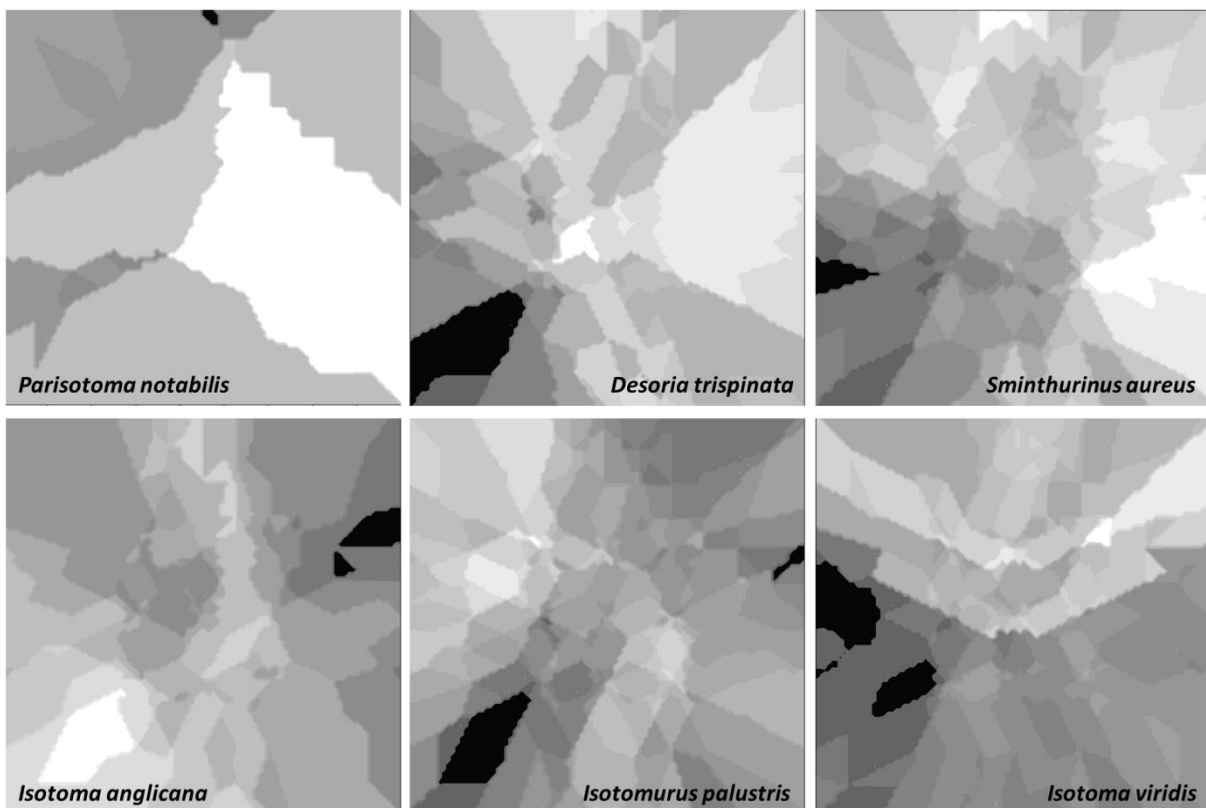 Parisotoma notabilis
Desoria trispinata
Sminthurinus aureus
Isotoma anglicana
Isotomurus palustris
Isotoma viridis